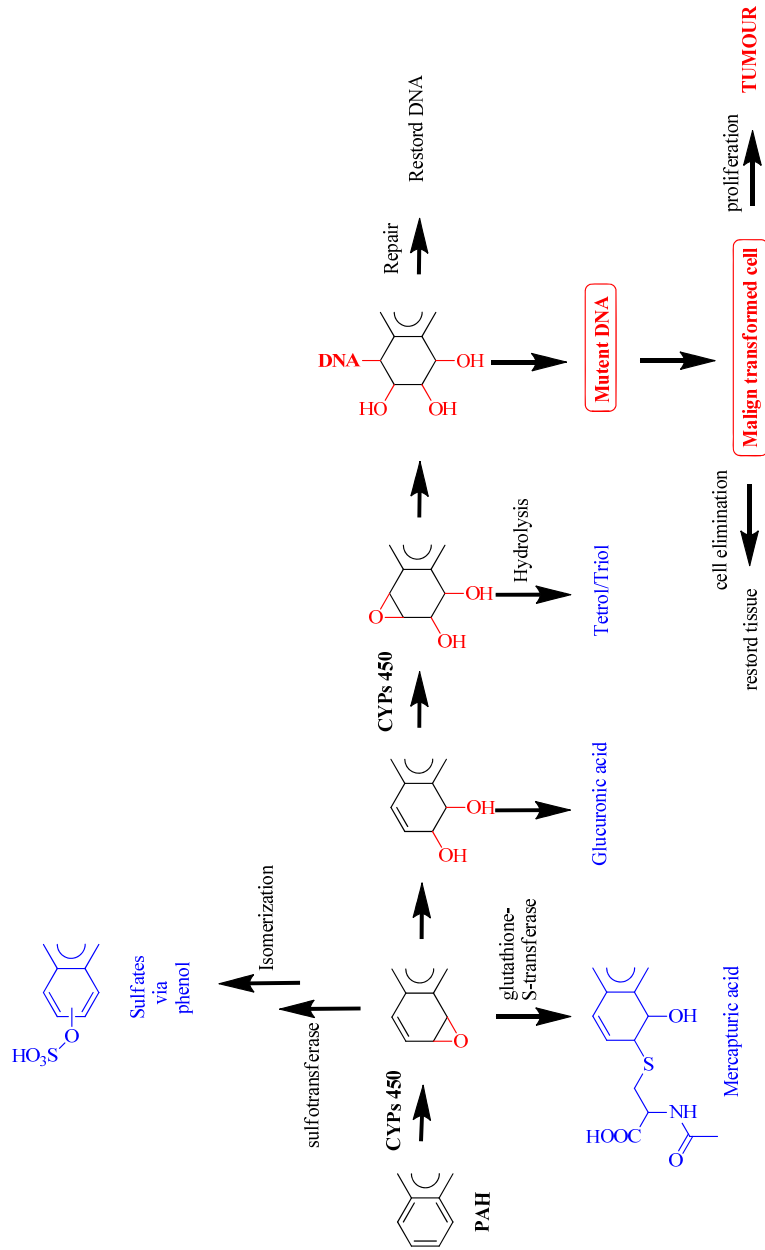 PAH
CYPs 450
O
sulfotransferase
Isomerization
HO3S
O
Sulfates
via
phenol
glutathione-
S-transferase
HOOC
S
NH
O
OH
Mercapturic acid
OH
OH
Glucuronic acid
CYPs 450
O
OH
OH
Hydrolysis
Tetrol/Triol
DNA
HO
HO
OH
Repair
Restord DNA
Mutent DNA
Malign transformed cell
cell elimination
restord tissue
proliferation
TUMOUR